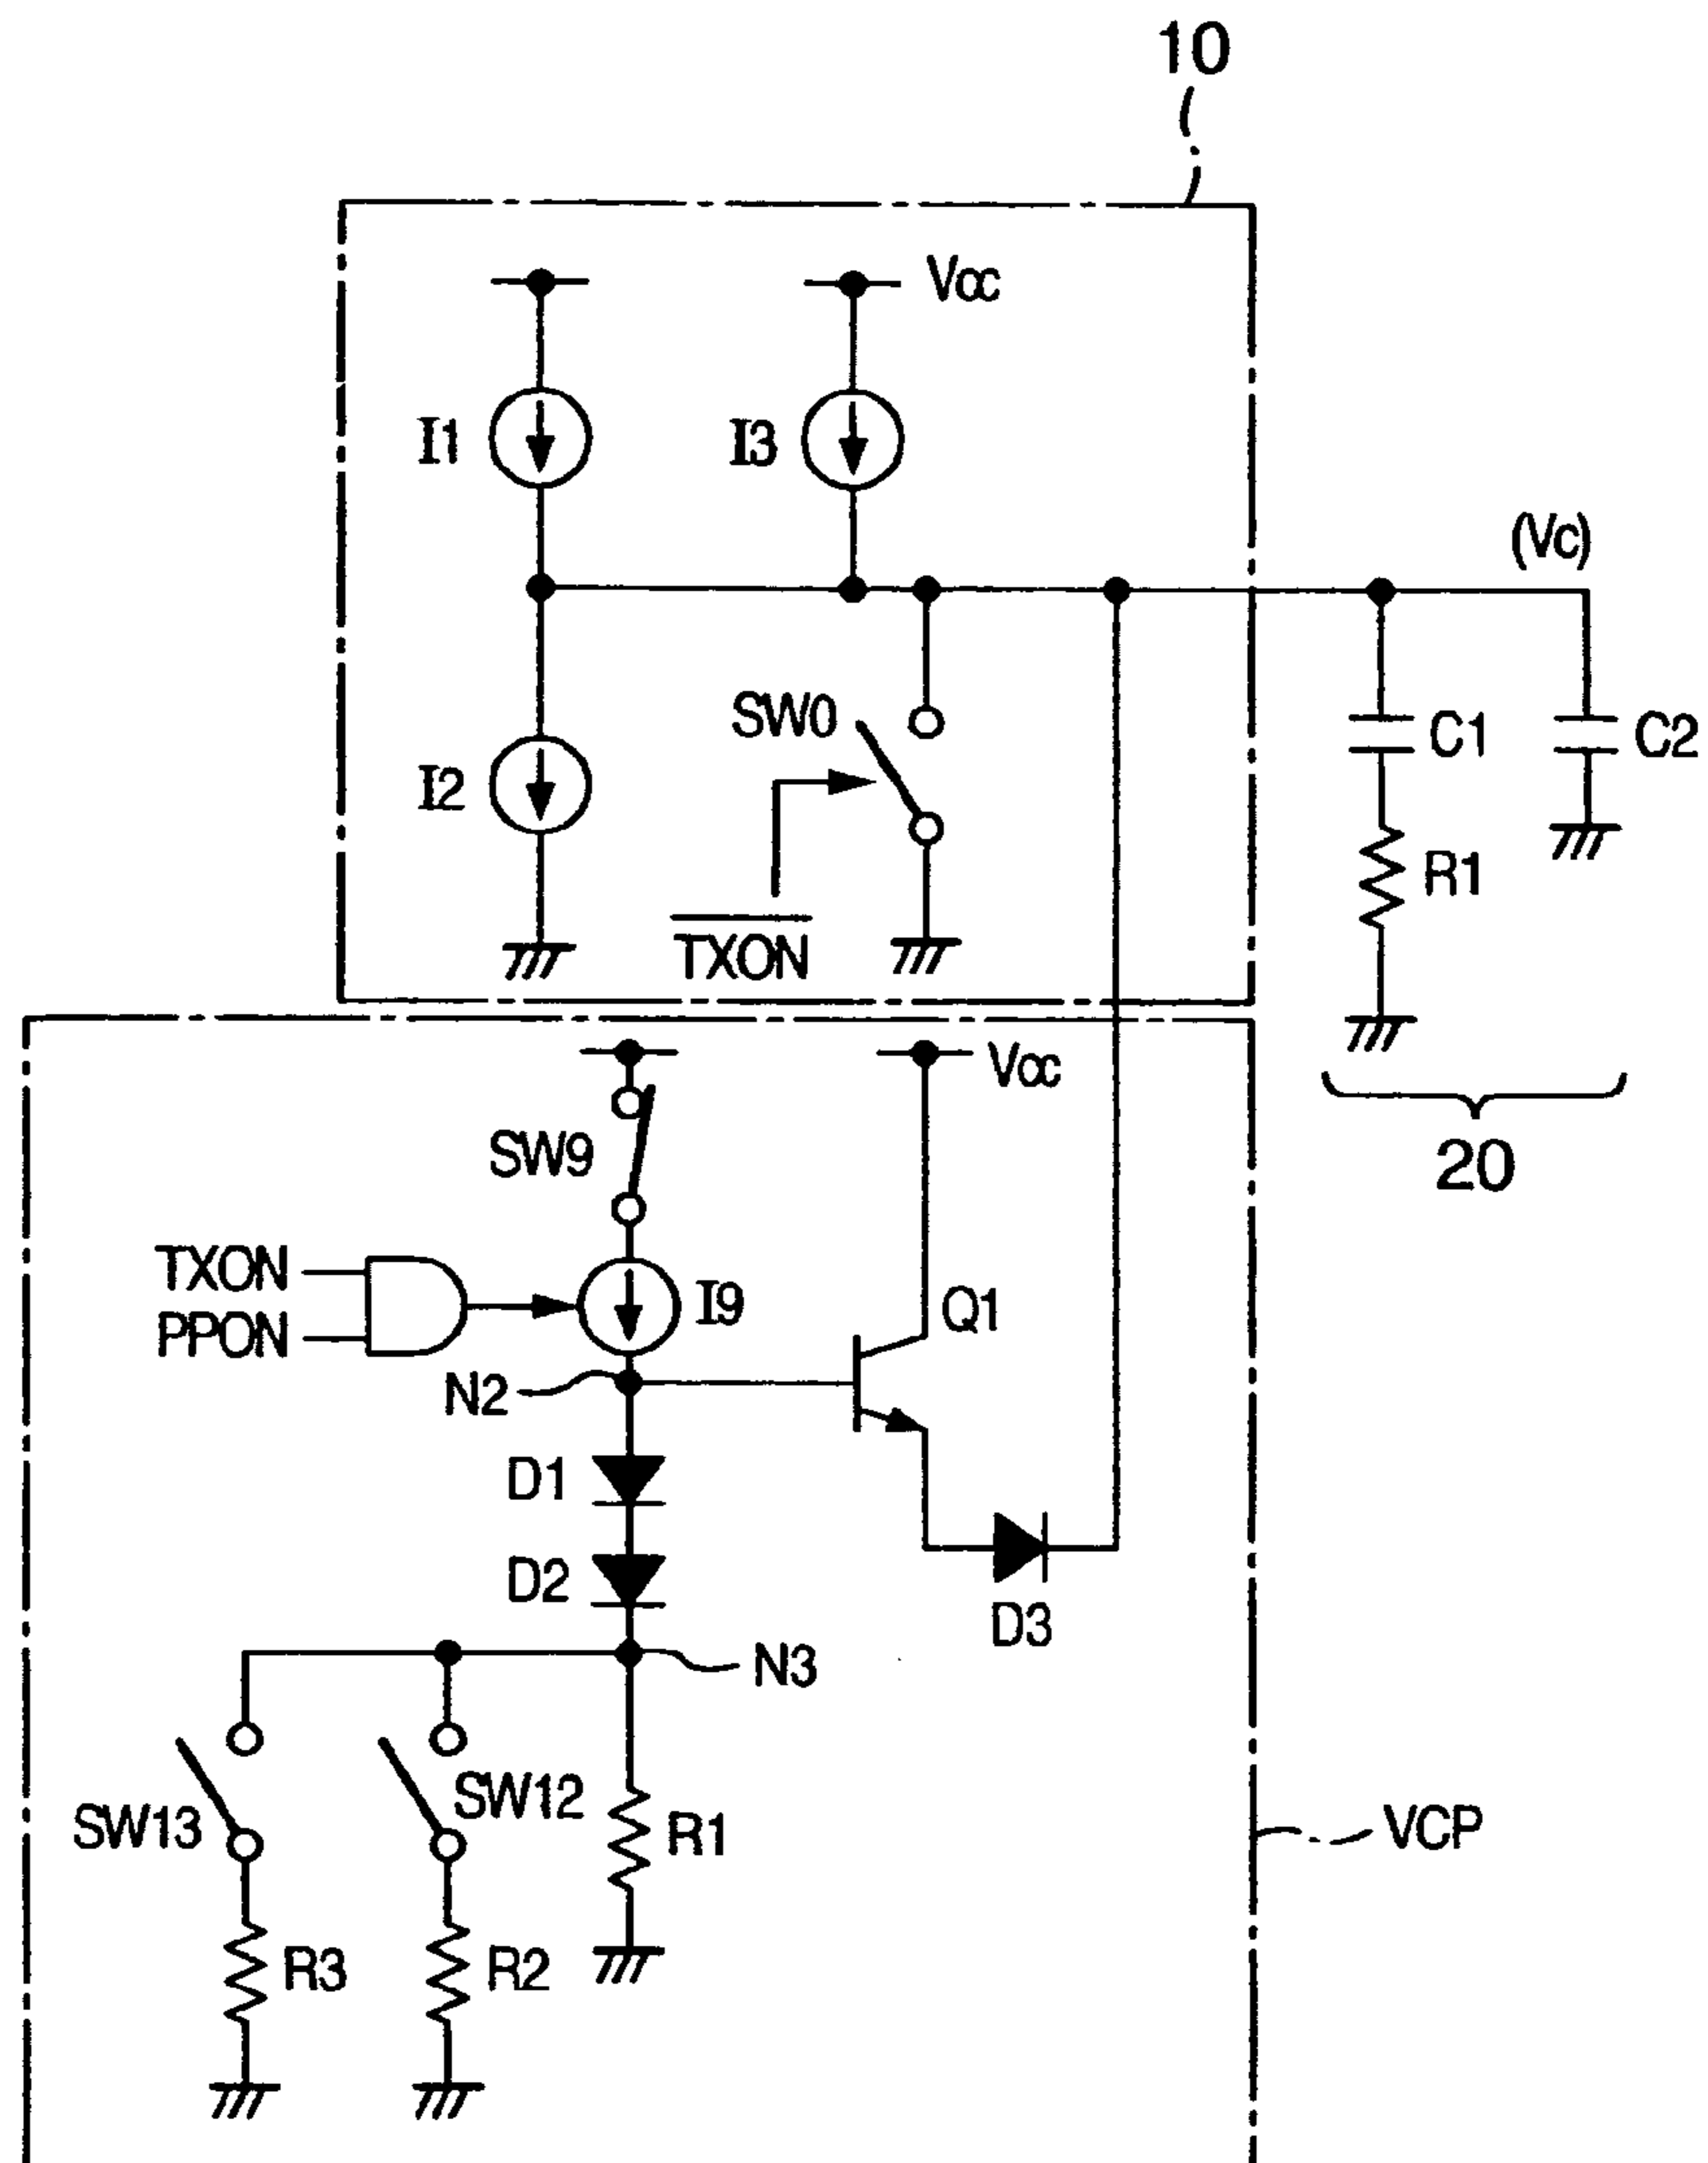 10
Vcc
I1
I3
(Vc)
SW0
C1
C2
I2
R1
TXON
Vcc
SW9
20
TXON
I9
Q1
PPON
N2
D1
D2
D3
N3
SW12
SW13
R1
VCP
R3
R2